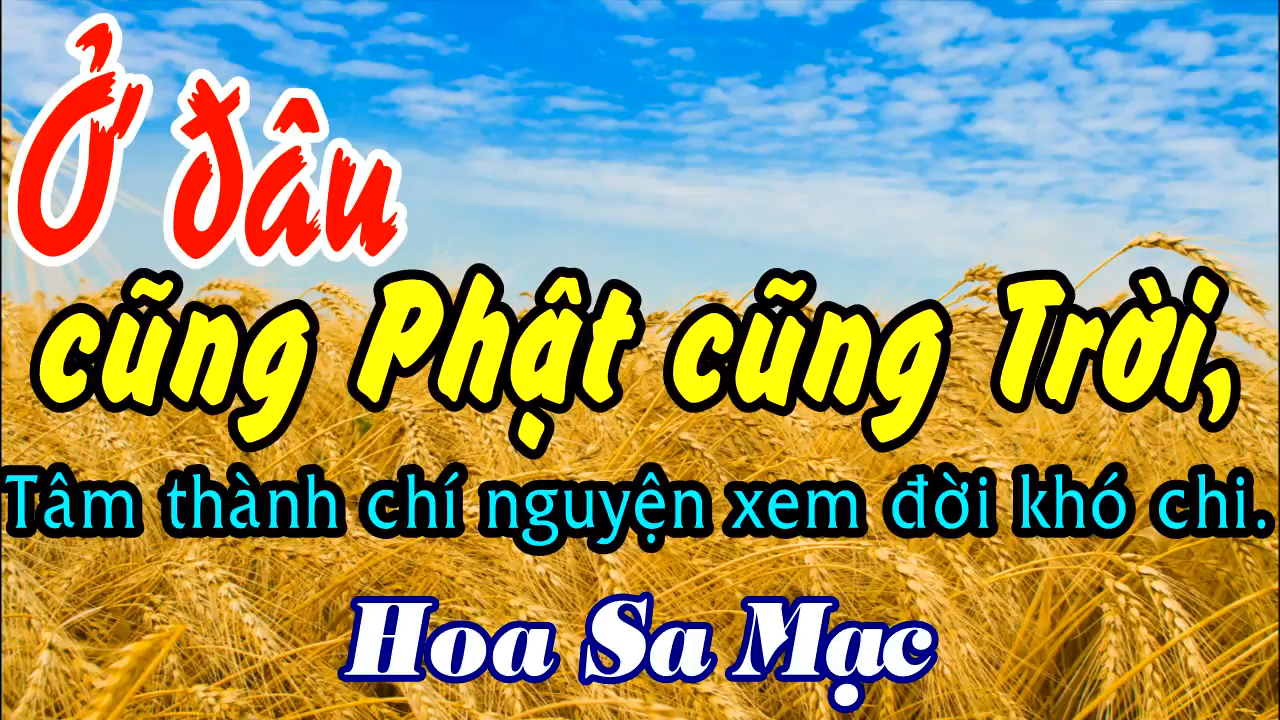 Ở đâu
cũng Phật cũng Trời,
Tâm thành chí nguyện xem đời khó chi.
Hoa Sa Mạc